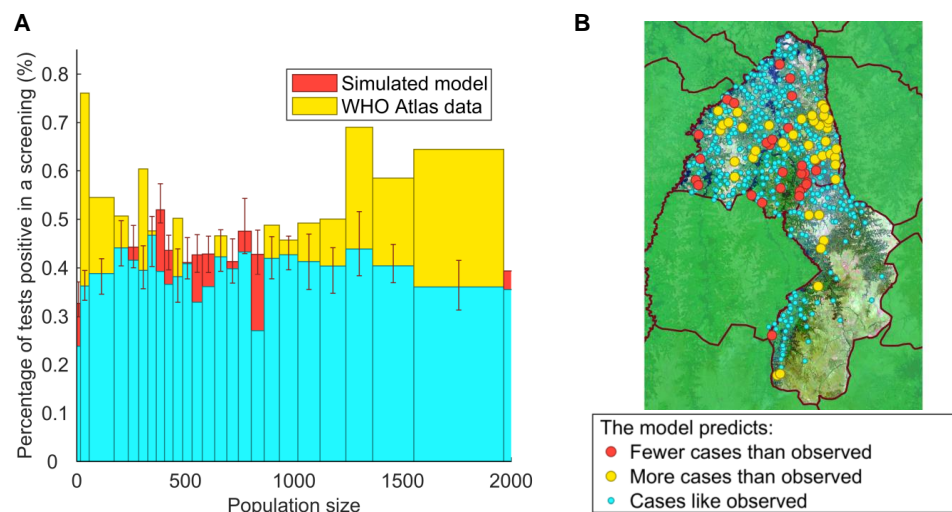 A
Percentage of tests positive in a screening (%)
0.8
0.7
0.6
0.5
0.4
0.3
0.2
0.1
0
Simulated model
WHO Atlas data
0
500
1000
1500
2000
Population size
B
The model predicts:
Fewer cases than observed
More cases than observed
Cases like observed